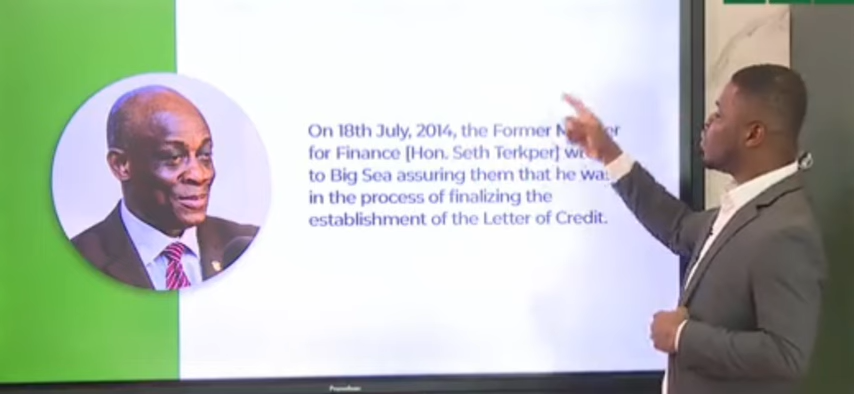 On 18th July, 2014, the Former
for Finance [Hon. Seth Terkper]
to Big Sea assuring them that he was
in the process of finalizing the
establishment of the Letter of Credit.